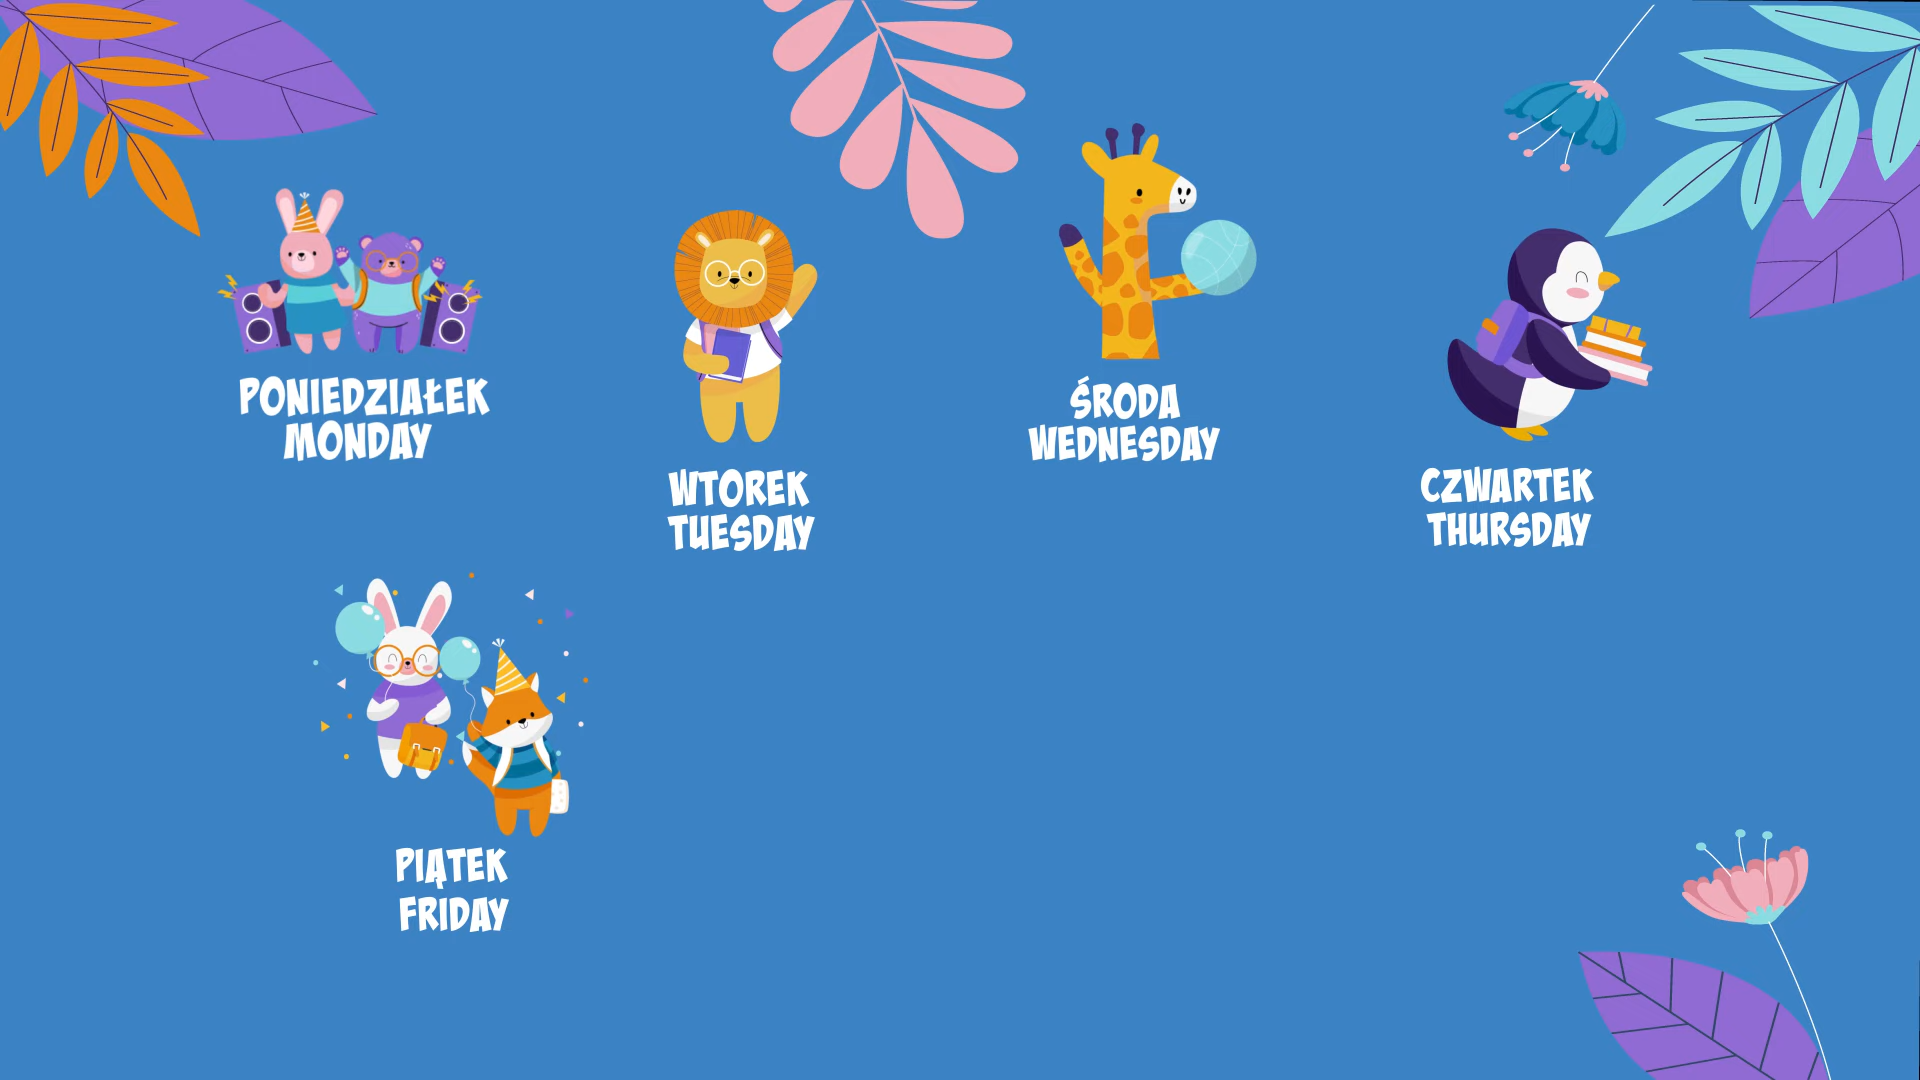 PONIEDZIAŁEK
MONDAY
WTOREK
TUESDAY
ŚRODA
WEDNESDAY
CZWARTEK
THURSDAY
PIĄTEK
FRIDAY